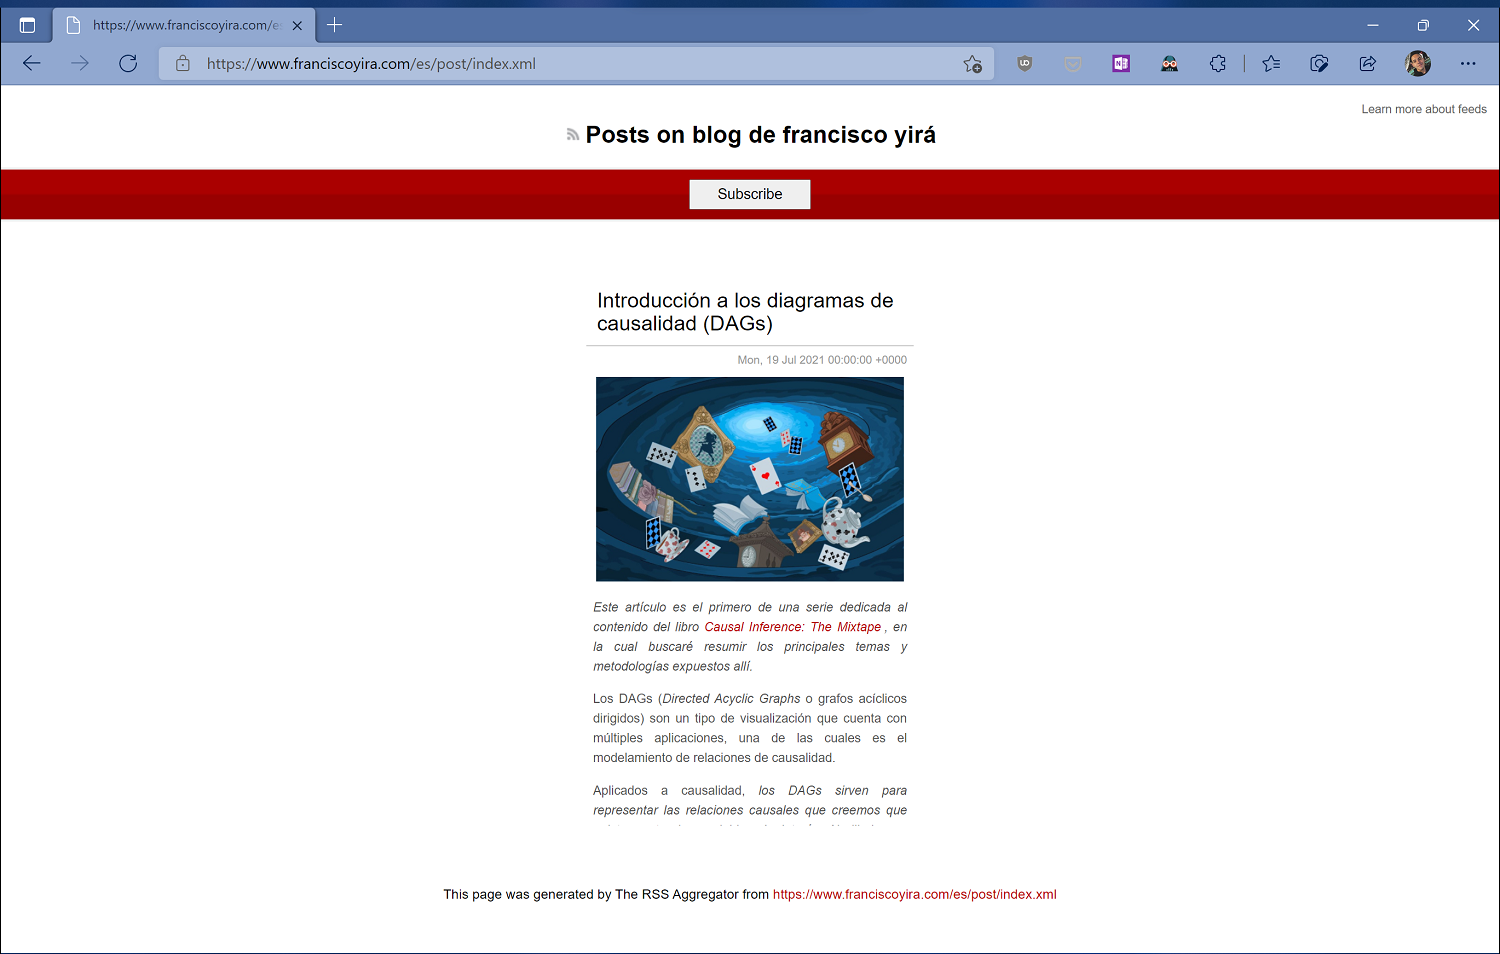 https://www.franciscoyira.com/es
https://www.franciscoyira.com/es/post/index.xml
Learn more about feeds
Posts on blog de francisco yirá
Subscribe
Introducción a los diagramas de
causalidad (DAGs)
Mon, 19 Jul 2021 00:00:00 +0000
Este artículo es el primero de una serie dedicada al
contenido del libro Causal Inference: The Mixtape , en
la cual buscaré resumir los principales temas y
metodologías expuestos allí.
Los DAGs (Directed Acyclic Graphs o grafos acíclicos
dirigidos) son un tipo de visualización que cuenta con
múltiples aplicaciones, una de las cuales es el
modelamiento de relaciones de causalidad.
Aplicados a causalidad, los DAGs sirven para
representar las relaciones causales que creemos que
This page was generated by The RSS Aggregator from https://www.franciscoyira.com/es/post/index.xml